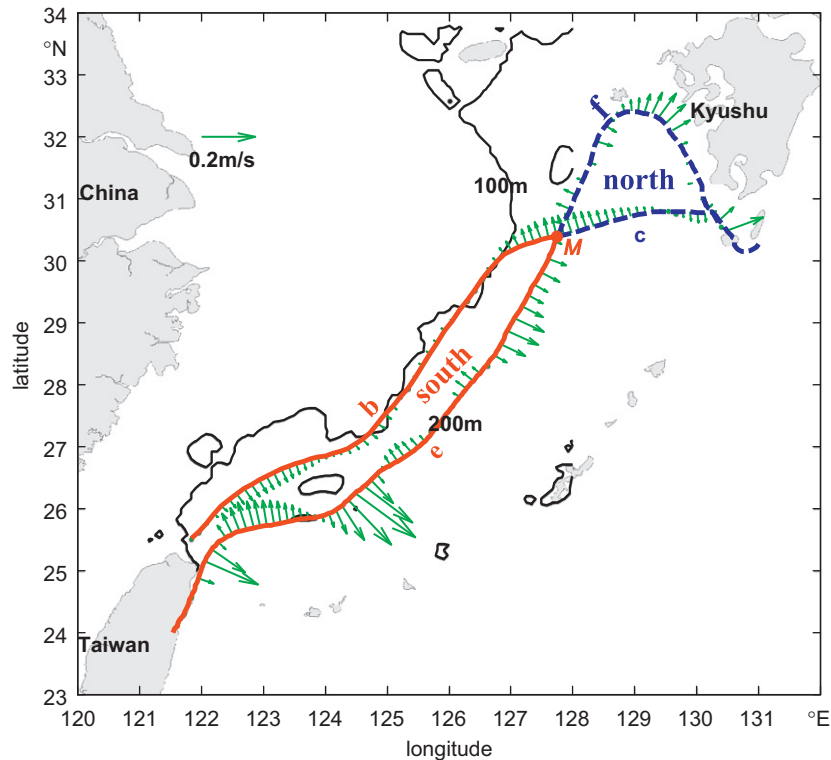 34
°N
33
32
31
30
29
28
27
26
25
24
23
latitude
0.2m/s
China
100m
Kyushu
north
c
M
south
b
200m
e
f
Taiwan
120 121 122 123 124 125 126 127 128 129 130 131 °E
longitude